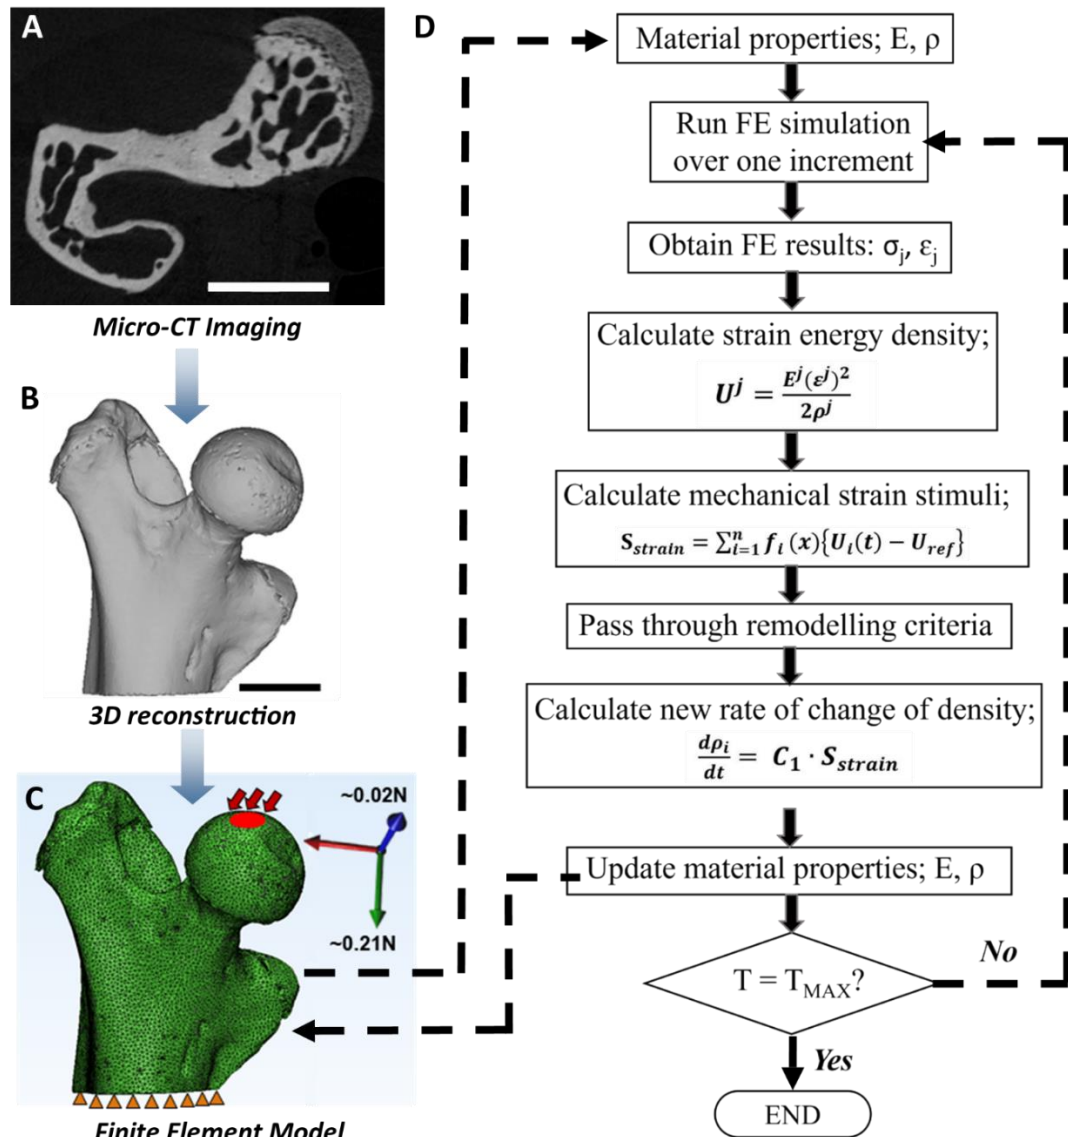 A
Micro-CT Imaging
B
3D reconstruction
C
~0.02N
~0.21N
Finite Element Model
D
Material properties; E, ρ
Run FE simulation
over one increment
Obtain FE results: σ_j, ε_j
Calculate strain energy density;
U^j = E^j(ε^j)^2 / 2ρ^j
Calculate mechanical strain stimuli;
S_strain = ∑_{i=1}^{n} f_i (x){U_i(t) − U_ref}
Pass through remodelling criteria
Calculate new rate of change of density;
dρ_i/dt = C_1 · S_strain
Update material properties; E, ρ
T = T_MAX?
No
Yes
END